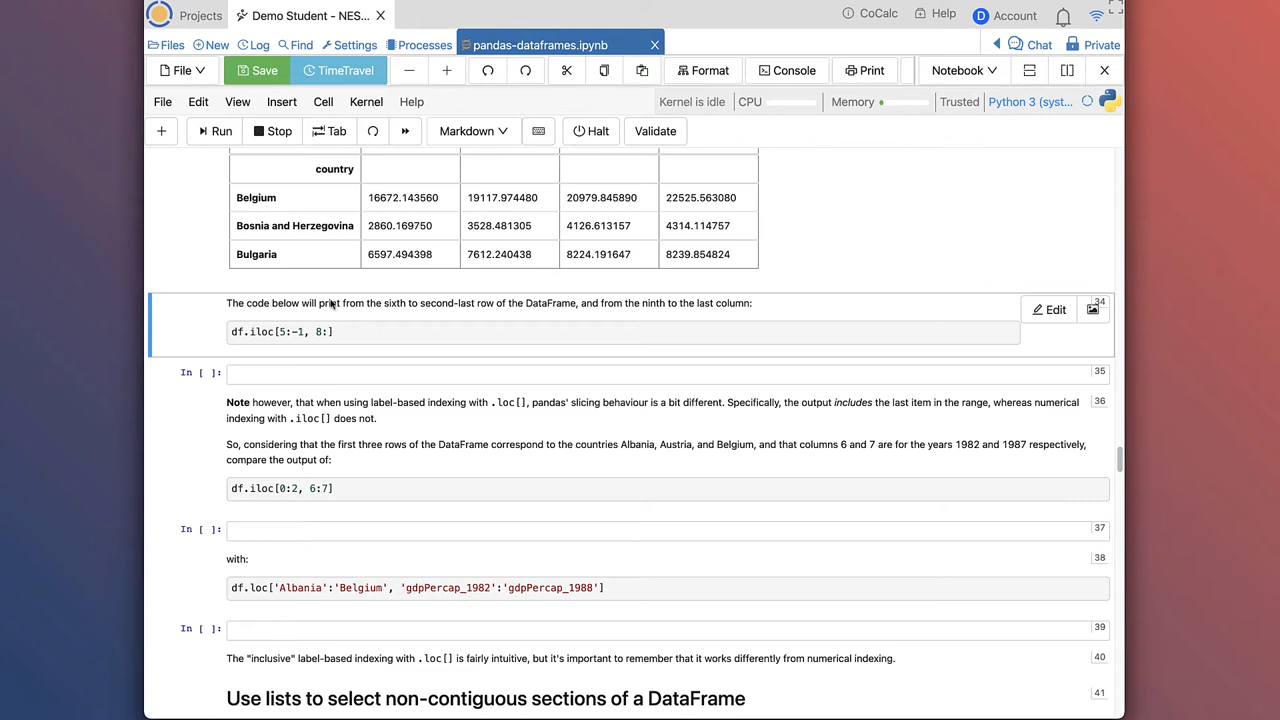 Projects
Demo Student - NES...
CoCalc
Help
D Account
Files New Log Find Settings Processes pandas-dataframes.ipynb Chat Private
File Save TimeTravel Format Console Print Notebook
File Edit View Insert Cell Kernel Help Kernel is idle CPU Memory Trusted Python 3 (syst...
Run Stop Tab Markdown Halt Validate
country
Belgium 16672.143560 19117.974480 20979.845890 22525.563080
Bosnia and Herzegovina 2860.169750 3528.481305 4126.613157 4314.114757
Bulgaria 6597.494398 7612.240438 8224.191647 8239.854824
The code below will print from the sixth to second-last row of the DataFrame, and from the ninth to the last column:
Edit
34
df.iloc[5:-1, 8:]
In [ ]:
35
Note however, that when using label-based indexing with .loc[], pandas' slicing behaviour is a bit different. Specifically, the output includes the last item in the range, whereas numerical
36
indexing with .iloc[] does not.
So, considering that the first three rows of the DataFrame correspond to the countries Albania, Austria, and Belgium, and that columns 6 and 7 are for the years 1982 and 1987 respectively,
compare the output of:
df.iloc[0:2, 6:7]
In [ ]:
37
with:
38
df.loc['Albania':'Belgium', 'gdpPercap_1982':'gdpPercap_1988']
In [ ]:
39
The "inclusive" label-based indexing with .loc[] is fairly intuitive, but it's important to remember that it works differently from numerical indexing.
40
Use lists to select non-contiguous sections of a DataFrame
41